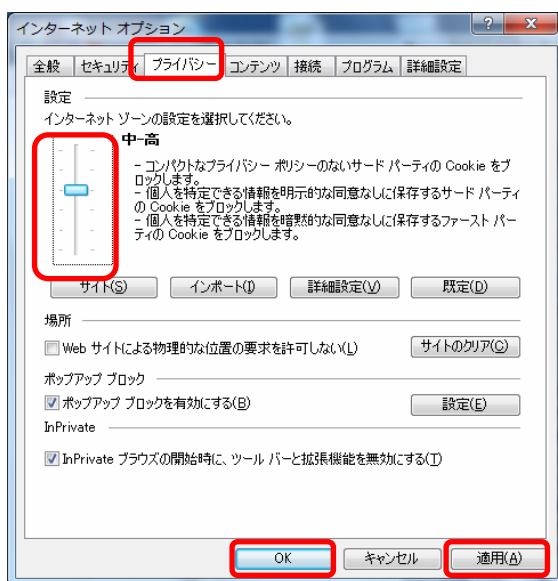 インターネット オプション
全般 セキュリティ プライバシー コンテンツ 接続 プログラム 詳細設定
設定
インターネット ゾーンの設定を選択してください。
中-高
- コンパクトなプライバシー ポリシーのないサード パーティの Cookie をブ
ロックします。
- 個人を特定できる情報を明示的な同意なしに保存するサード パーティ
の Cookie をブロックします。
- 個人を特定できる情報を暗黙的な同意なしに保存するファースト パー
ティの Cookie をブロックします。
サイト(S) インポート(I) 詳細設定(V) 既定(D)
場所
Web サイトによる物理的な位置の要求を許可しない(L) サイトのクリア(C)
ポップアップ ブロック
ポップアップ ブロックを有効にする(B) 設定(E)
InPrivate
InPrivate ブラウズの開始時に、ツール バーと拡張機能を無効にする(T)
OK キャンセル 適用(A)